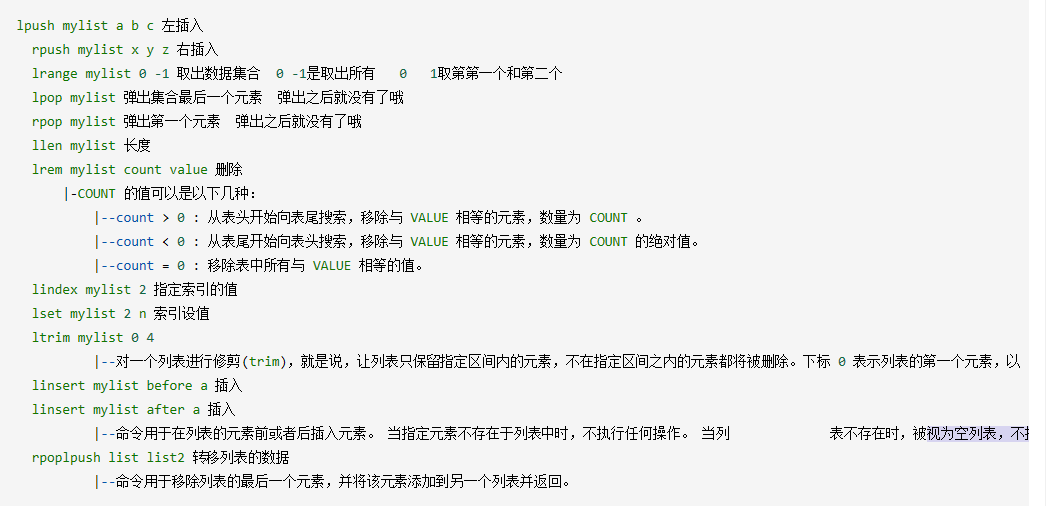 lpush mylist a b c 左插入
rpush mylist x y z 右插入
lrange mylist 0 -1 取出数据集合  0 -1是取出所有   0   1取第第一个和第二个
lpop mylist 弹出集合最后一个元素  弹出之后就没有了哦
rpop mylist 弹出第一个元素  弹出之后就没有了哦
llen mylist 长度
lrem mylist count value 删除
|-COUNT 的值可以是以下几种：
|--count > 0 : 从表头开始向表尾搜索，移除与 VALUE 相等的元素，数量为 COUNT 。
|--count < 0 : 从表尾开始向表头搜索，移除与 VALUE 相等的元素，数量为 COUNT 的绝对值。
|--count = 0 : 移除表中所有与 VALUE 相等的值。
lindex mylist 2 指定索引的值
lset mylist 2 n 索引设值
ltrim mylist 0 4
|--对一个列表进行修剪(trim)，就是说，让列表只保留指定区间内的元素，不在指定区间之内的元素都将被删除。下标 0 表示列表的第一个元素，以
linsert mylist before a 插入
linsert mylist after a 插入
|--命令用于在列表的元素前或者后插入元素。 当指定元素不存在于列表中时，不执行任何操作。 当列             表不存在时，被视为空列表，不
rpoplpush list list2 转移列表的数据
|--命令用于移除列表的最后一个元素，并将该元素添加到另一个列表并返回。